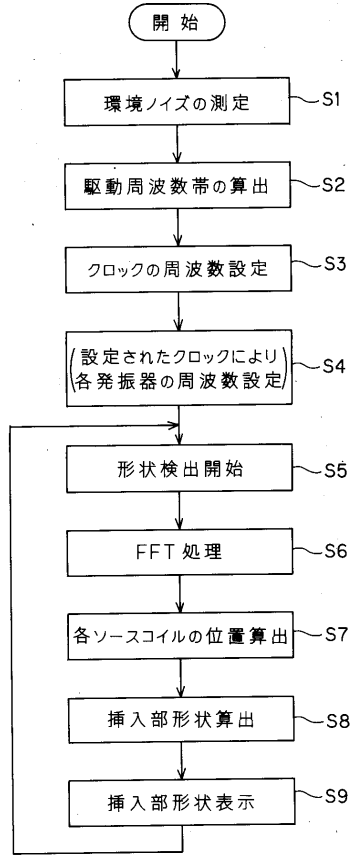 開始
環境ノイズの測定
S1
駆動周波数帯の算出
S2
クロックの周波数設定
S3
(設定されたクロックにより
各発振器の周波数設定)
S4
形状検出開始
S5
FFT処理
S6
各ソースコイルの位置算出
S7
挿入部形状算出
S8
挿入部形状表示
S9